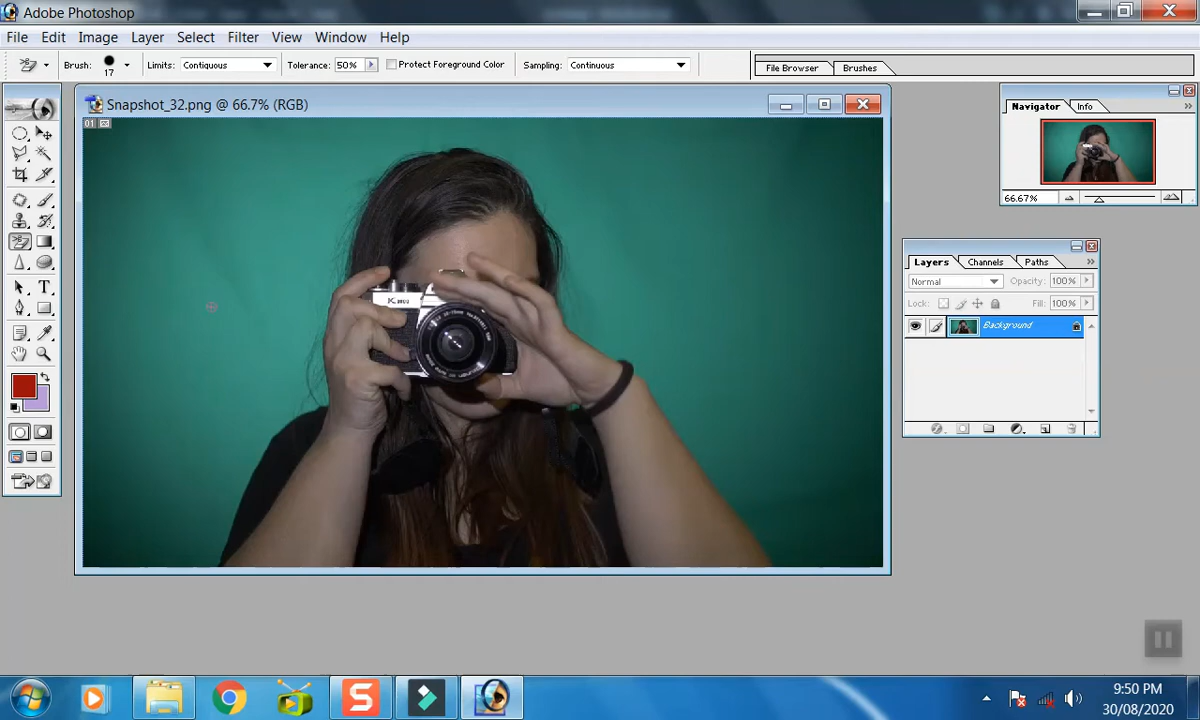 Adobe Photoshop
File Edit Image Layer Select Filter View Window Help
Brush: 17 Limits: Contiguous Tolerance: 50% Protect Foreground Color Sampling: Continuous File Browser Brushes
Snapshot_32.png @ 66.7% (RGB)
01
Navigator Info
66.67%
Layers Channels Paths
Normal Opacity: 100%
Lock: Fill: 100%
Background
T
S
9:50 PM
30/08/2020